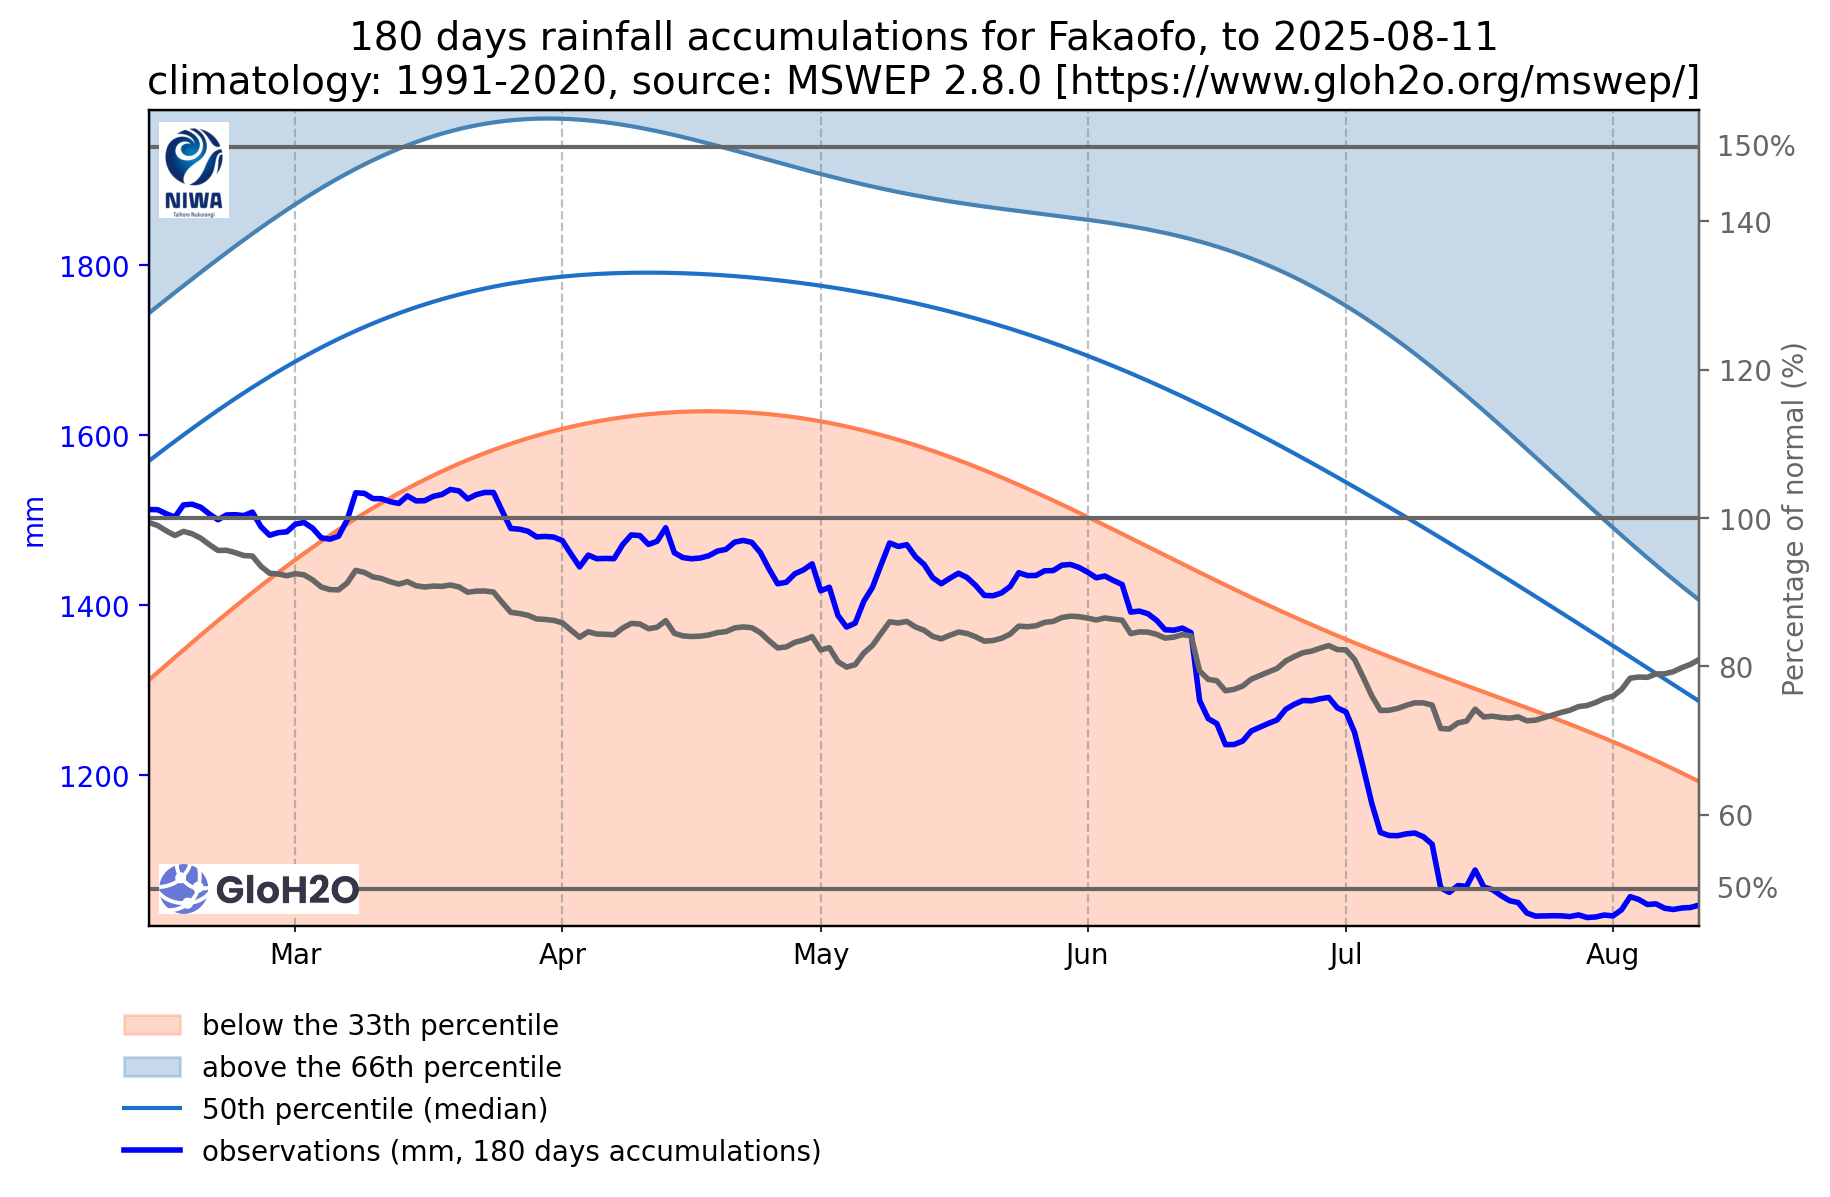 180 days rainfall accumulations for Fakaofo, to 2025-08-11
climatology: 1991-2020, source: MSWEP 2.8.0 [https://www.gloh2o.org/mswep/]
NIWA
Taihoro Nukurangi
150%
140
1800
120
1600
100
mm
Percentage of normal (%)
80
1400
1200
60
50%
GloH2O
Mar
Apr
May
Jun
Jul
Aug
below the 33th percentile
above the 66th percentile
50th percentile (median)
observations (mm, 180 days accumulations)